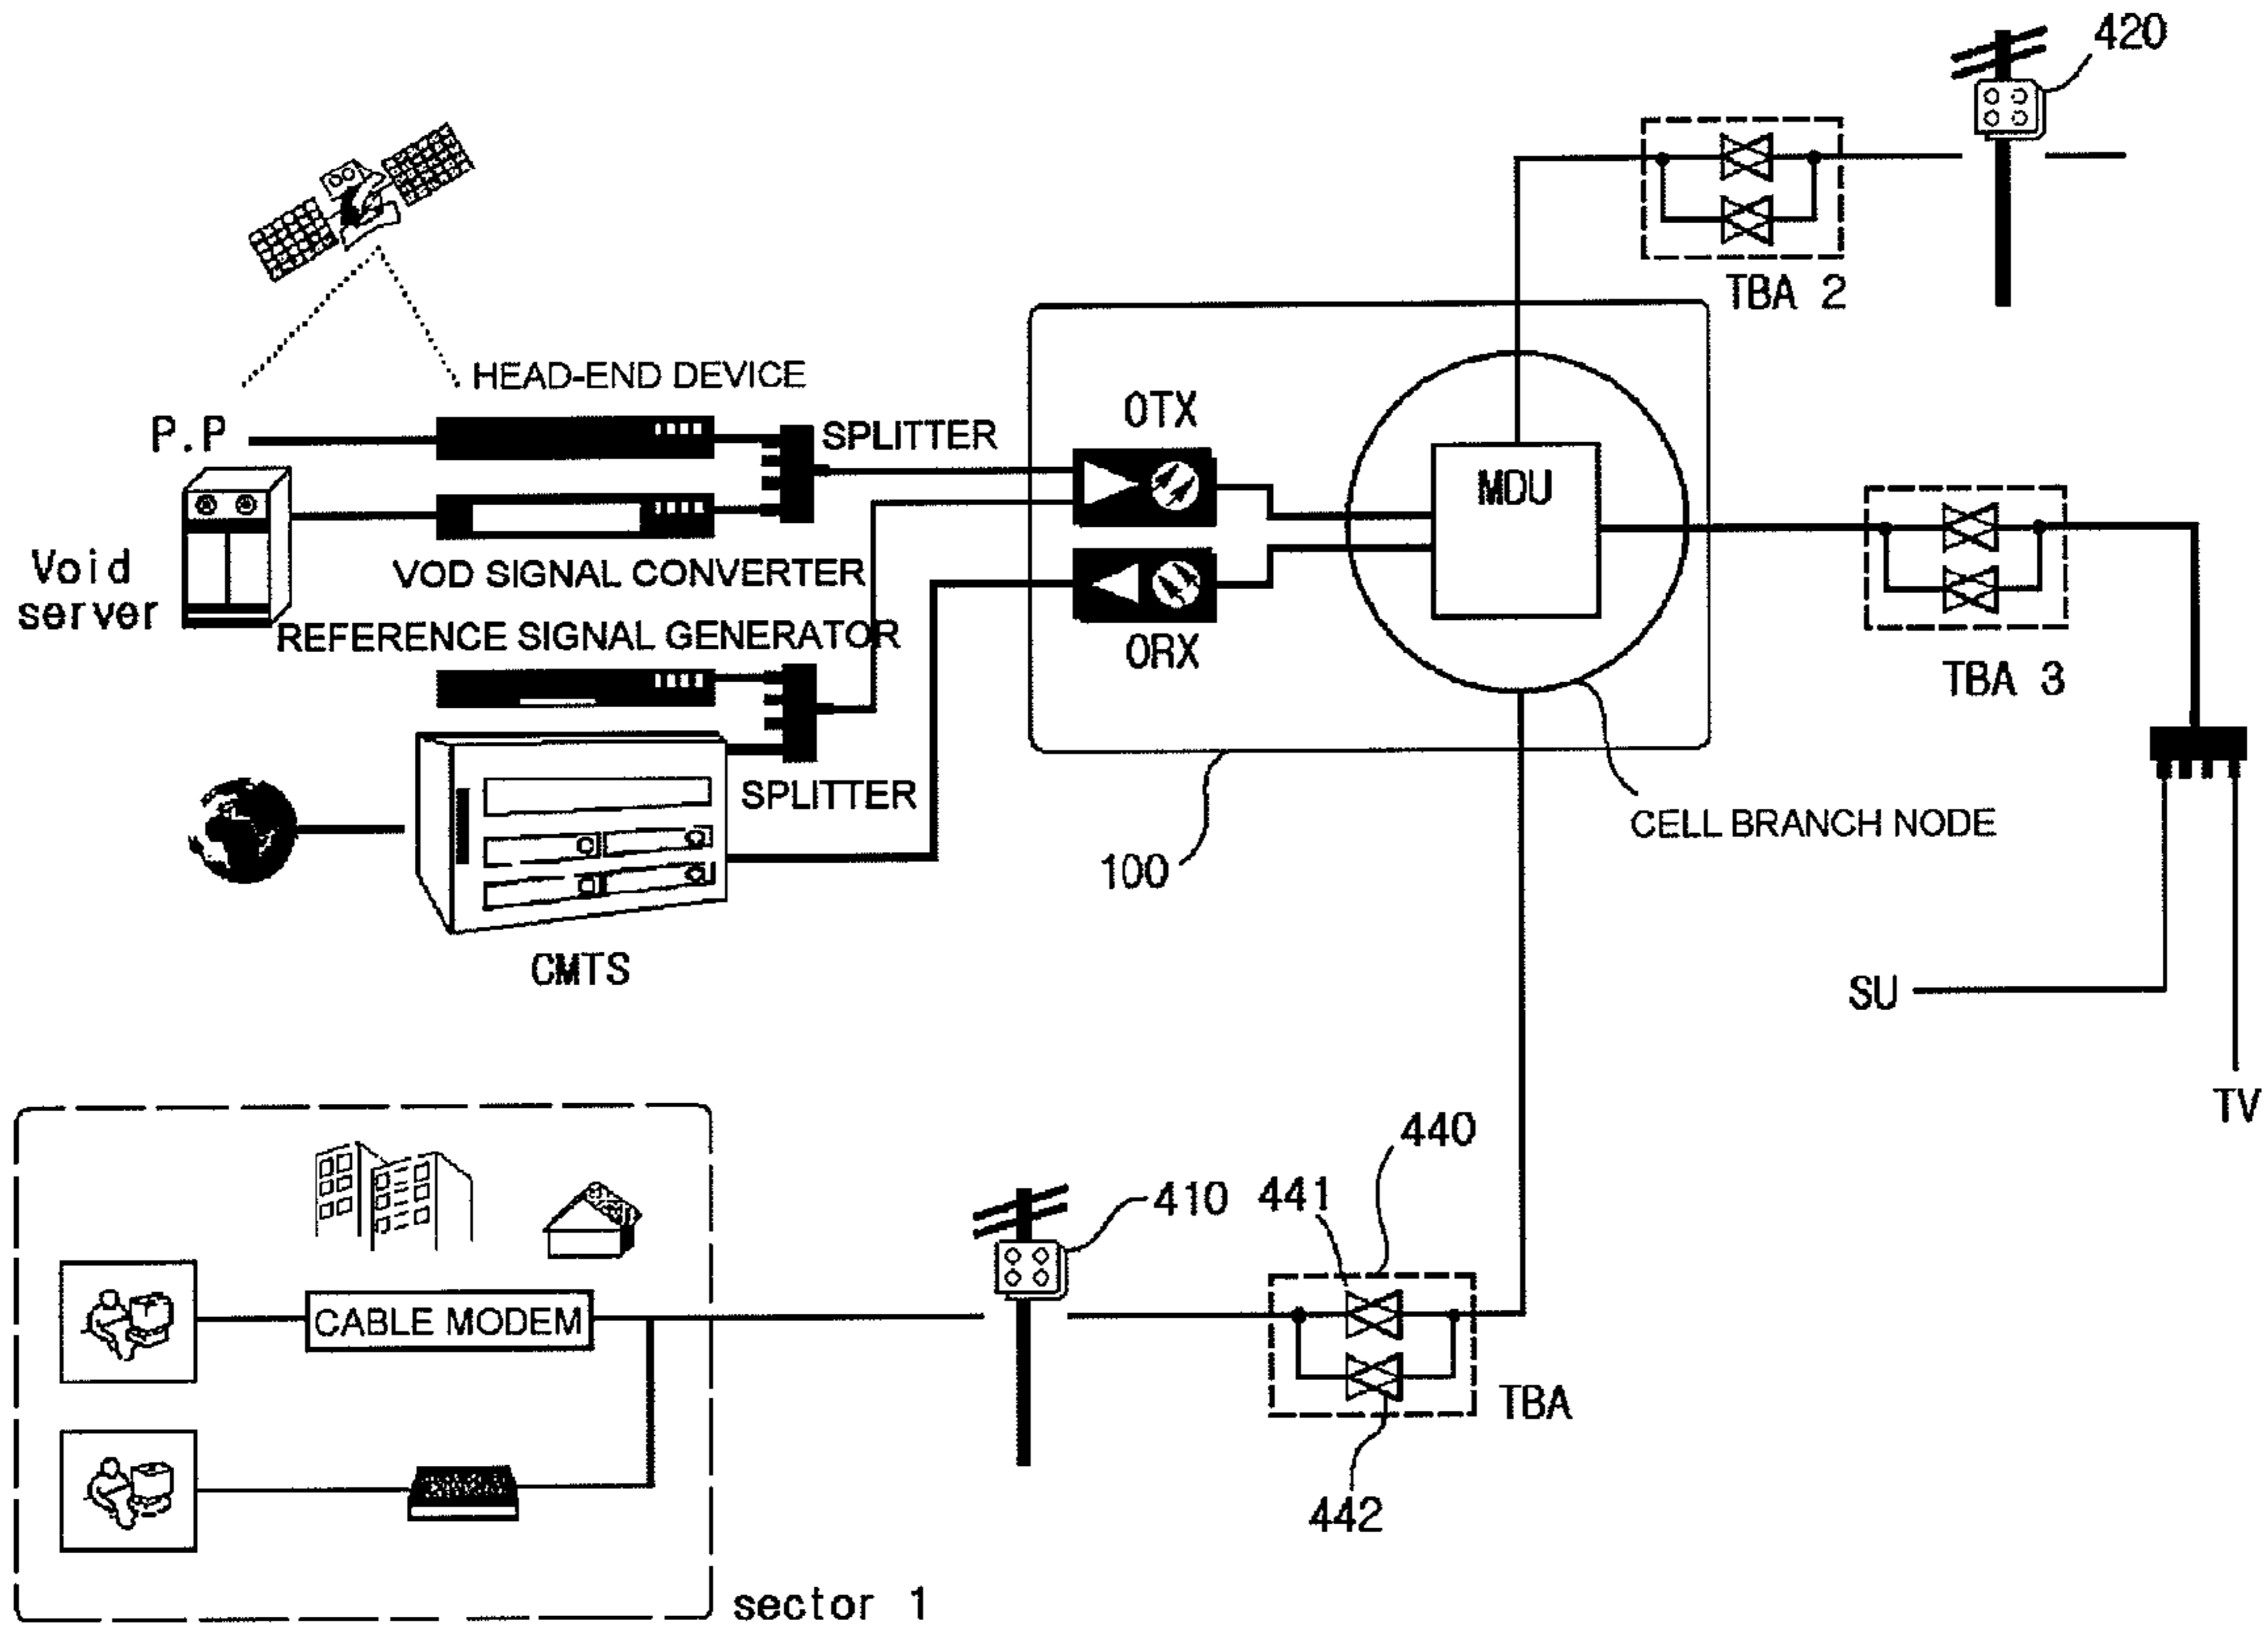 420
TBA 2
HEAD-END DEVICE
P.P
SPLITTER
OTX
MDU
Void
server
VOD SIGNAL CONVERTER
REFERENCE SIGNAL GENERATOR
ORX
TBA 3
SPLITTER
CELL BRANCH NODE
100
CMTS
SU
TV
440
441
410
CABLE MODEM
TBA
442
sector 1